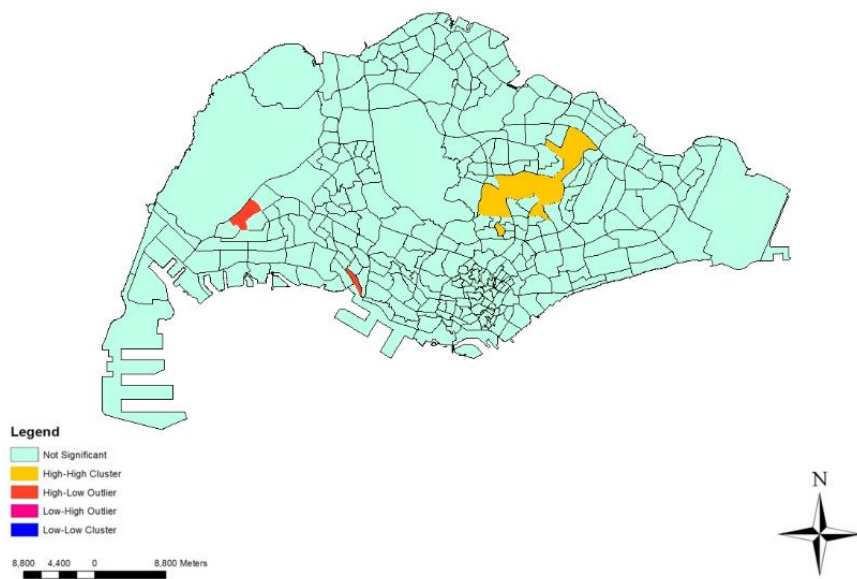 Legend
Not Significant
High-High Cluster
High-Low Outlier
Low-High Outlier
Low-Low Cluster
8,800 4,400 0 8,800 Meters
N